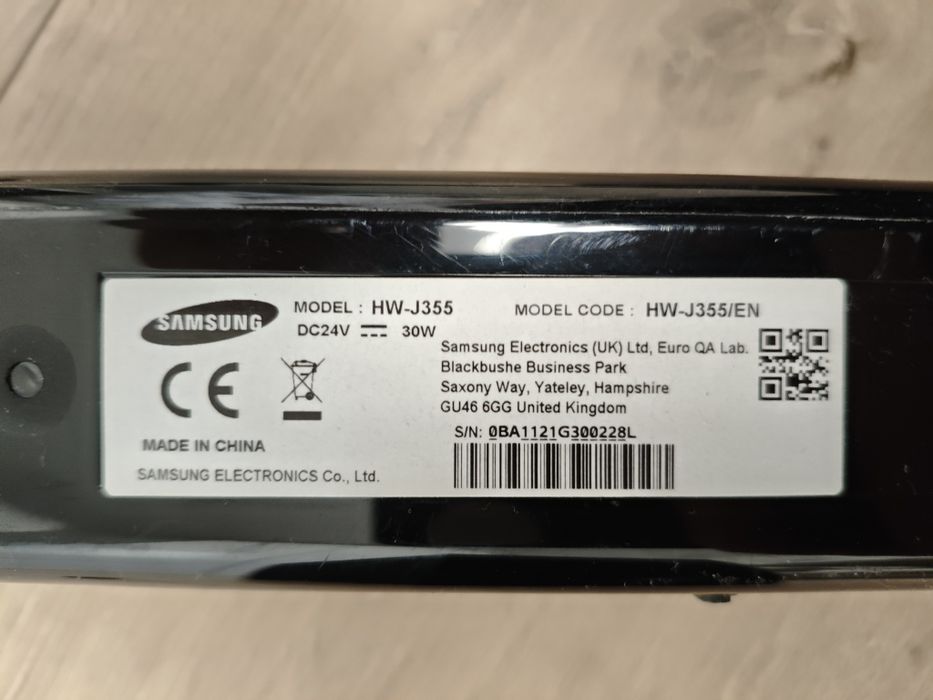 SAMSUNG
MODEL : HW-J355
MODEL CODE : HW-J355/EN
DC24V 30W
Samsung Electronics (UK) Ltd, Euro QA Lab.
Blackbushe Business Park
Saxony Way, Yateley, Hampshire
GU46 6GG United Kingdom
CE
S/N: 0BA1121G300228L
MADE IN CHINA
SAMSUNG ELECTRONICS Co., Ltd.